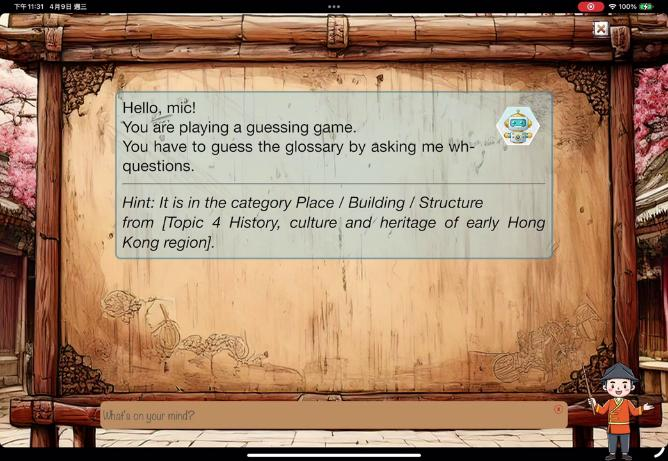 下午11:31 4月9日 週三 100%
Hello, mic!
You are playing a guessing game.
You have to guess the glossary by asking me wh-
questions.
Hint: It is in the category Place / Building / Structure
from [Topic 4 History, culture and heritage of early Hong
Kong region].
What's on your mind?